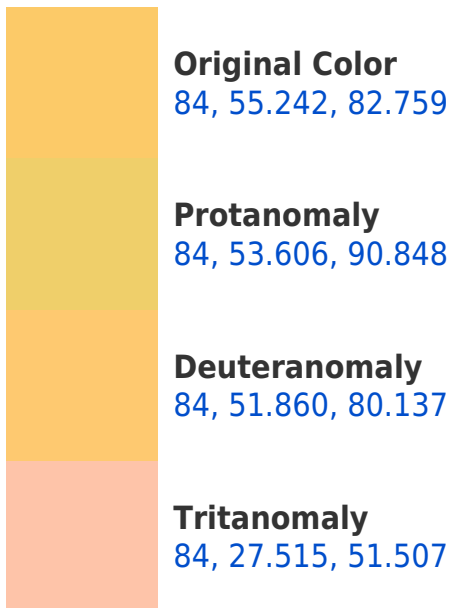 Original Color
84, 55.242, 82.759
Protanomaly
84, 53.606, 90.848
Deuteranomaly
84, 51.860, 80.137
Tritanomaly
84, 27.515, 51.507